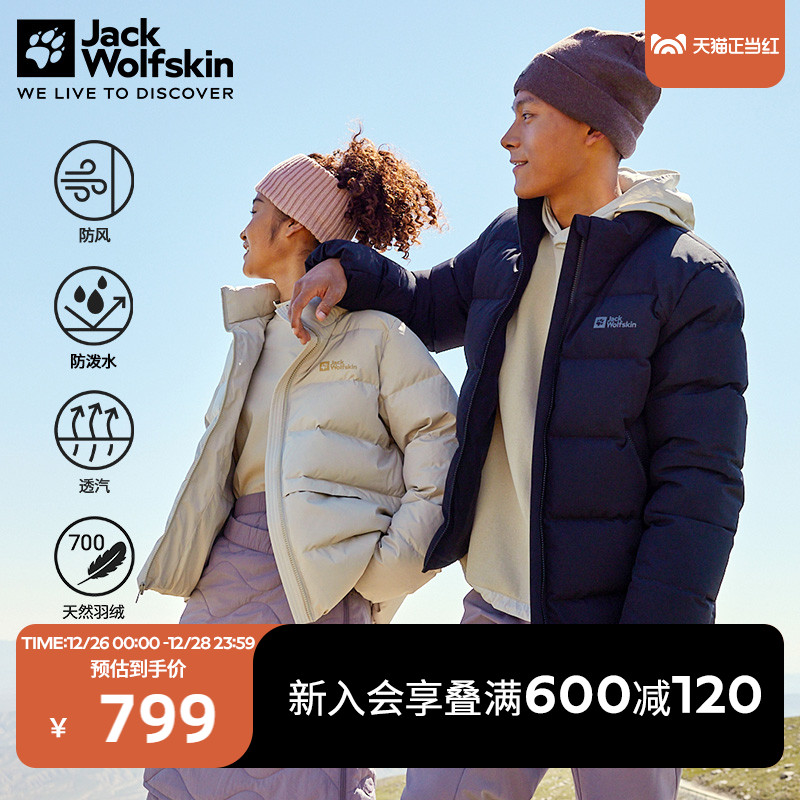 Jack
Wolfskin
WE LIVE TO DISCOVER
天猫正当红
防风
防泼水
透汽
700
天然羽绒
Jack
Wolfskin
Jack
Wolfskin
TIME:12/26 00:00 -12/28 23:59
预估到手价
¥ 799
新入会享叠满600减120